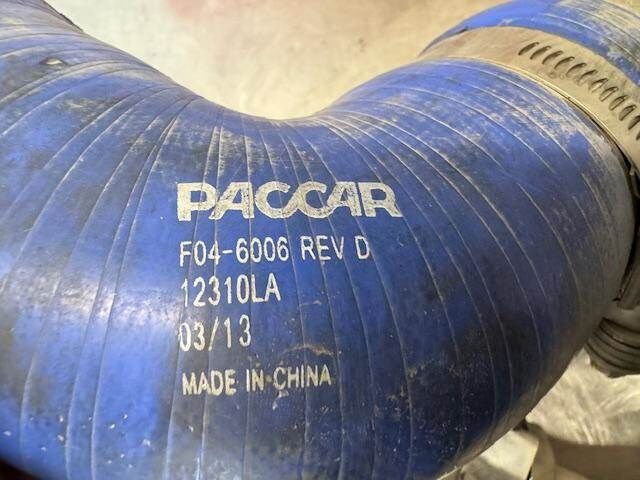 PACCAR
F04-6006 REV D
12310LA
03/13
MADE IN CHINA